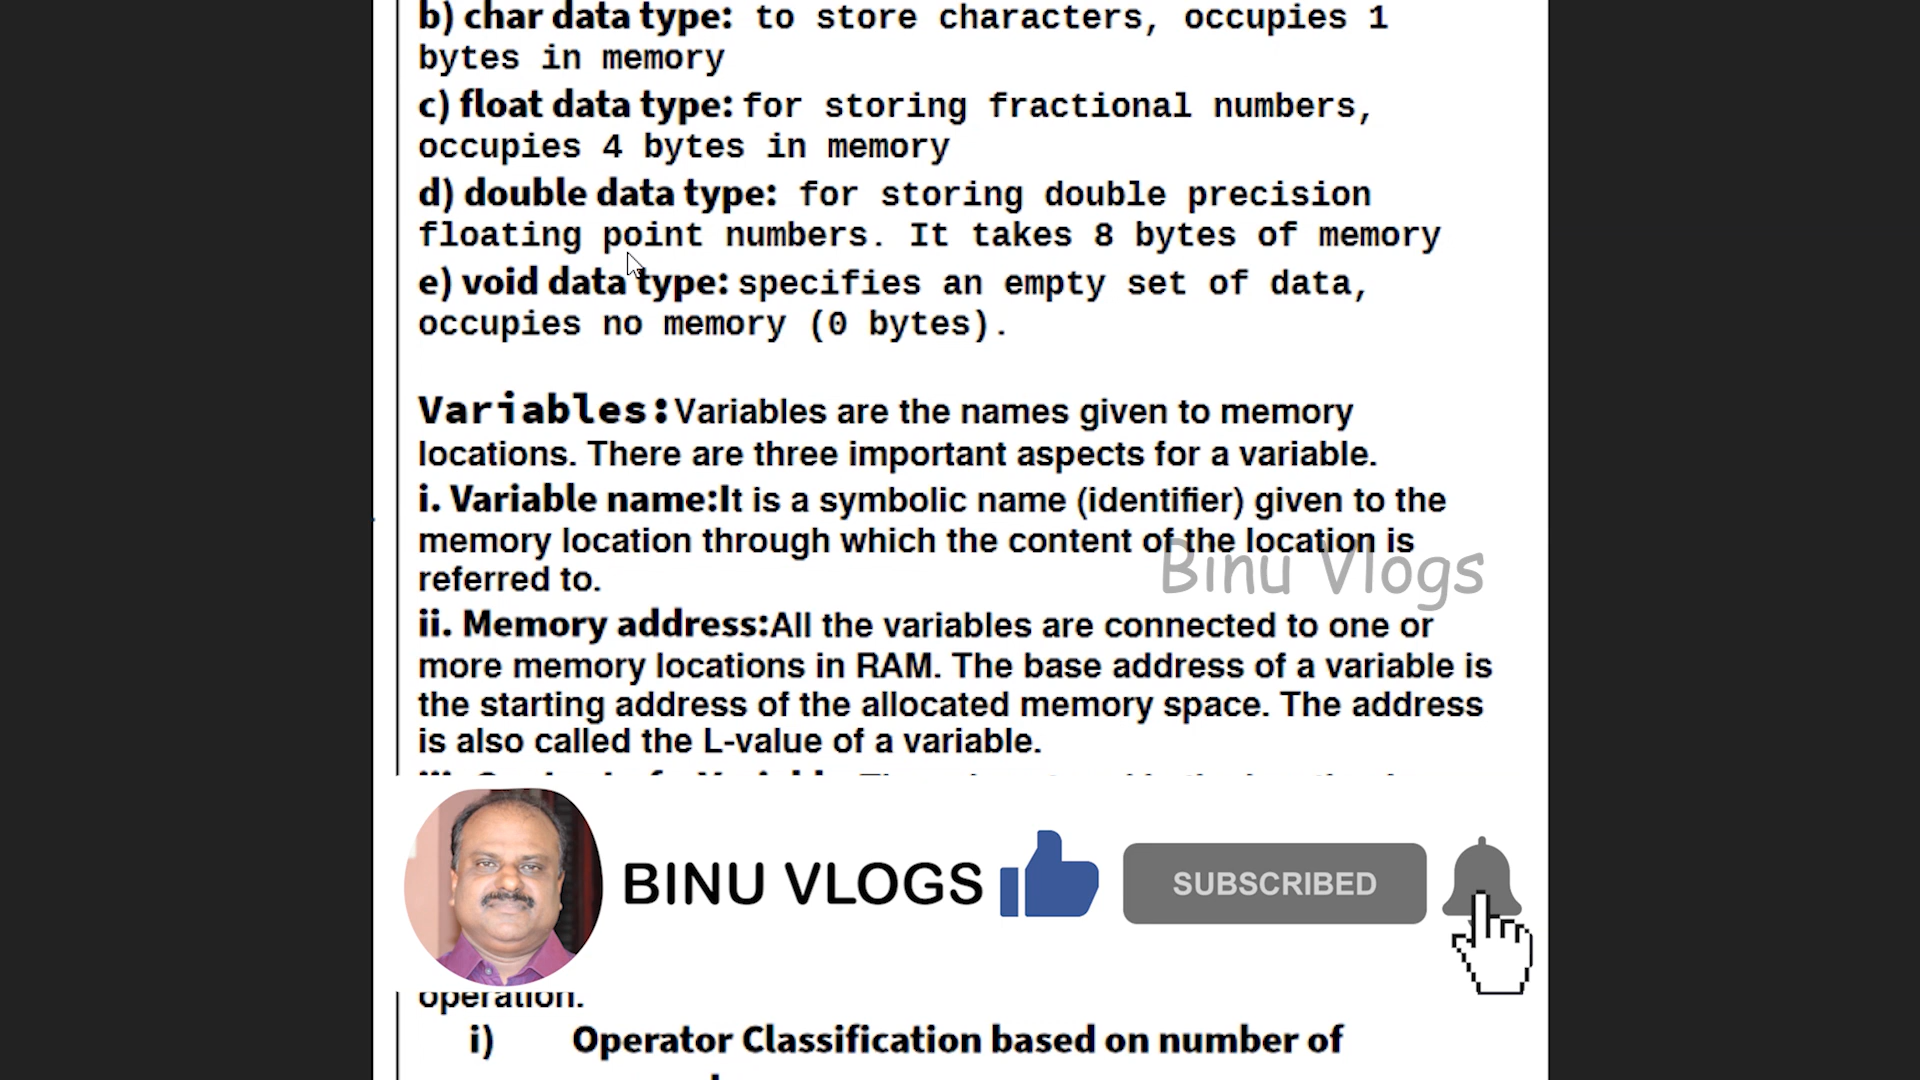 b) char data type: to store characters, occupies 1
bytes in memory
c) float data type: for storing fractional numbers,
occupies 4 bytes in memory
d) double data type: for storing double precision
floating point numbers. It takes 8 bytes of memory
e) void data type: specifies an empty set of data,
occupies no memory (0 bytes).
Variables:Variables are the names given to memory
locations. There are three important aspects for a variable.
i. Variable name:It is a symbolic name (identifier) given to the
memory location through which the content of the location is
referred to.
Binu Vlogs
ii. Memory address:All the variables are connected to one or
more memory locations in RAM. The base address of a variable is
the starting address of the allocated memory space. The address
is also called the L-value of a variable.
BINU VLOGS
SUBSCRIBED
operation.
i) Operator Classification based on number of